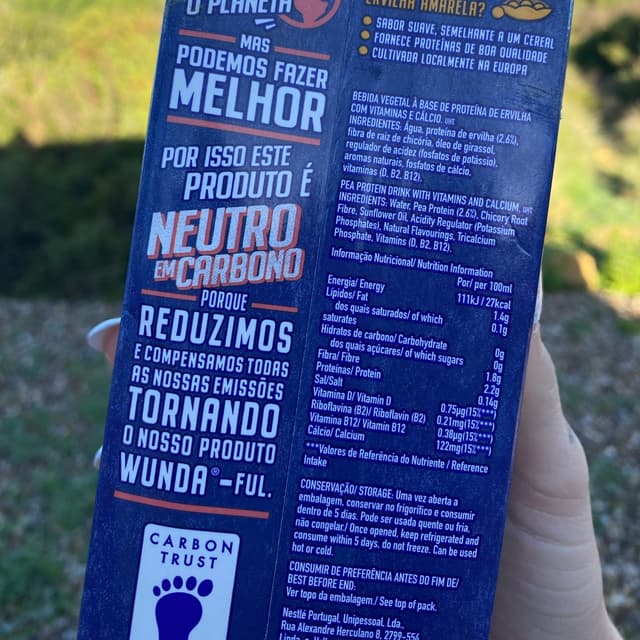 O PLANETA
MAS
PODEMOS FAZER
MELHOR
POR ISSO ESTE
PRODUTO É
NEUTRO
EM CARBONO
PORQUE
REDUZIMOS
E COMPENSAMOS TODAS
AS NOSSAS EMISSÕES
TORNANDO
O NOSSO PRODUTO
WUNDA®-FUL.
CARBON
TRUST
ERVILHA AMARELA?
SABOR SUAVE, SEMELHANTE A UM CEREAL
FORNECE PROTEÍNAS DE BOA QUALIDADE
CULTIVADA LOCALMENTE NA EUROPA
BEBIDA VEGETAL À BASE DE PROTEÍNA DE ERVILHA
COM VITAMINAS E CÁLCIO. UHT
INGREDIENTES: Água, proteína de ervilha (2.6%),
fibra de raiz de chicória, óleo de girassol,
regulador de acidez (fosfatos de potássio),
aromas naturais, fosfatos de cálcio,
vitaminas (D, B2, B12).
PEA PROTEIN DRINK WITH VITAMINS AND CALCIUM. UHT
INGREDIENTS: Water, Pea Protein (2.6%), Chicory Root
Fibre, Sunflower Oil, Acidity Regulator (Potassium
Phosphates), Natural Flavourings, Tricalcium
Phosphate, Vitamins (D, B2, B12).
Informação Nutricional/ Nutrition Information
Por/ per 100ml
Energia/ Energy 111kJ / 27kcal
Lípidos/ Fat 1.4g
dos quais saturados/ of which saturates 0.1g
Hidratos de carbono/ Carbohydrate 0g
dos quais açúcares/ of which sugars 0g
Fibra/ Fibre 1.8g
Proteínas/ Protein 2.2g
Sal/Salt 0.14g
Vitamina D/ Vitamin D 0.75µg(15%***)
Riboflavina (B2)/ Riboflavin (B2) 0.21mg(15%***)
Vitamina B12/ Vitamin B12 0.38µg(15%***)
Cálcio/ Calcium 122mg(15%***)
***Valores de Referência do Nutriente / Reference
Intake
CONSERVAÇÃO/ STORAGE: Uma vez aberta a
embalagem, conservar no frigorífico e consumir
dentro de 5 dias. Pode ser usada quente ou fria,
não congelar/ Once opened, keep refrigerated and
consume within 5 days, do not freeze. Can be used
hot or cold.
CONSUMIR DE PREFERÊNCIA ANTES DO FIM DE/
BEST BEFORE END:
Ver topo da embalagem./ See top of pack.
Nestlé Portugal, Unipessoal, Lda.,
Rua Alexandre Herculano 8, 2799-554